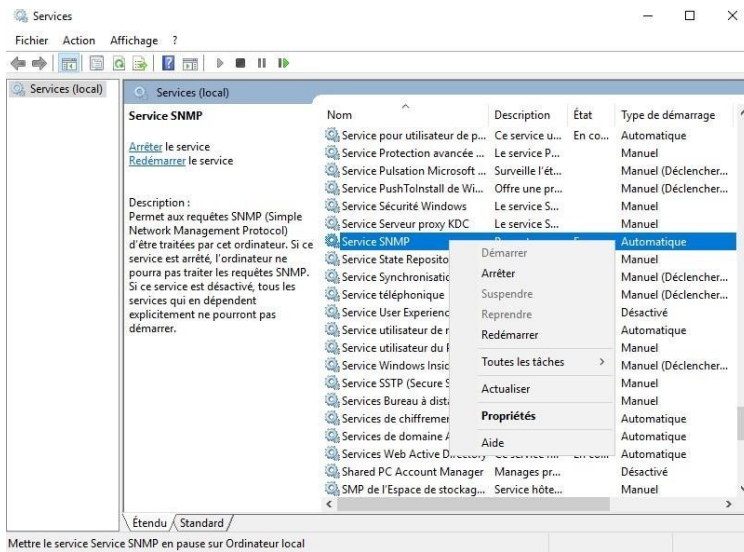 Services
Fichier Action Affichage ?
Services (local)
Services (local)
Service SNMP
Arrêter le service
Redémarrer le service
Description :
Permet aux requêtes SNMP (Simple
Network Management Protocol)
d'être traitées par cet ordinateur. Si ce
service est arrêté, l'ordinateur ne
pourra pas traiter les requêtes SNMP.
Si ce service est désactivé, tous les
services qui en dépendent
explicitement ne pourront pas
démarrer.
Nom Description État Type de démarrage
Service pour utilisateur de p... Ce service u... En co... Automatique
Service Protection avancée ... Le service P... Manuel
Service Pulsation Microsoft ... Surveille l'ét... Manuel (Déclencher...
Service PushToInstall de Wi... Offre une pr... Manuel (Déclencher...
Service Sécurité Windows Le service S... Manuel
Service Serveur proxy KDC Le service S... Manuel
Service SNMP Automatique
Service State Reposito Manuel
Service Synchronisatio Manuel (Déclencher...
Service téléphonique Manuel (Déclencher...
Service User Experienc Désactivé
Service utilisateur de Automatique
Service utilisateur du Manuel
Service Windows Insid Manuel (Déclencher...
Service SSTP (Secure S Manuel
Services Bureau à dista Manuel
Services de chiffremen Automatique
Services de domaine A Automatique
Services Web Active Directory Automatique
Shared PC Account Manager Manages pr... Désactivé
SMP de l'Espace de stockag... Service hôte... Manuel
Démarrer
Arrêter
Suspendre
Reprendre
Redémarrer
Toutes les tâches >
Actualiser
Propriétés
Aide
Étendu Standard
Mettre le service Service SNMP en pause sur Ordinateur local